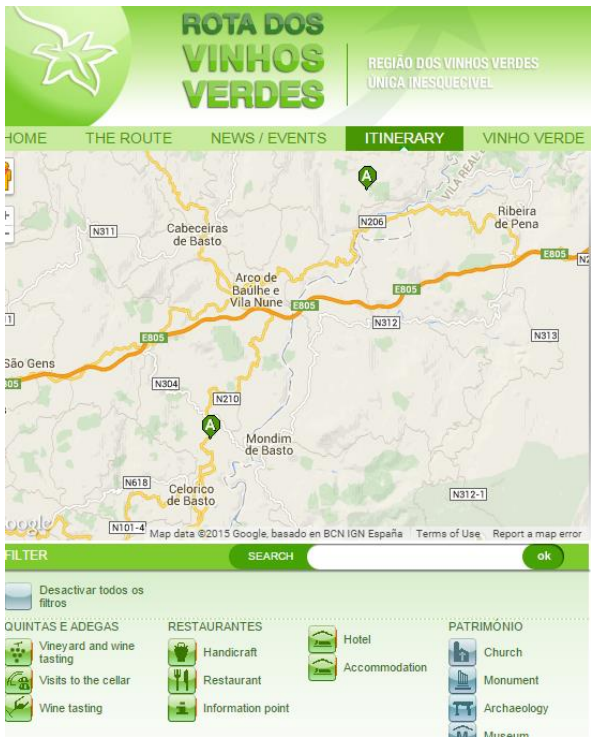 ROTA DOS
VINHOS
VERDES
REGIÃO DOS VINHOS VERDES
ÚNICA INESQUECÍVEL
HOME THE ROUTE NEWS / EVENTS ITINERARY VINHO VERDE
A
VILA REAL
N206
Ribeira
de Pena
N311
Cabeceiras
de Basto
E805
Arco de
Baúlhe e
Vila Nune
E805
E805
N312
N313
E805
São Gens
N304
N210
A
Mondim
de Basto
N618
Celorico
de Basto
N312-1
N101-4
Google
Map data ©2015 Google, basado en BCN IGN España Terms of Use Report a map error
FILTER SEARCH ok
Desactivar todos os
filtros
QUINTAS E ADEGAS
Vineyard and wine
tasting
Visits to the cellar
Wine tasting
RESTAURANTES
Handicraft
Restaurant
Information point
Hotel
Accommodation
PATRIMÓNIO
Church
Monument
Archaeology
Museum